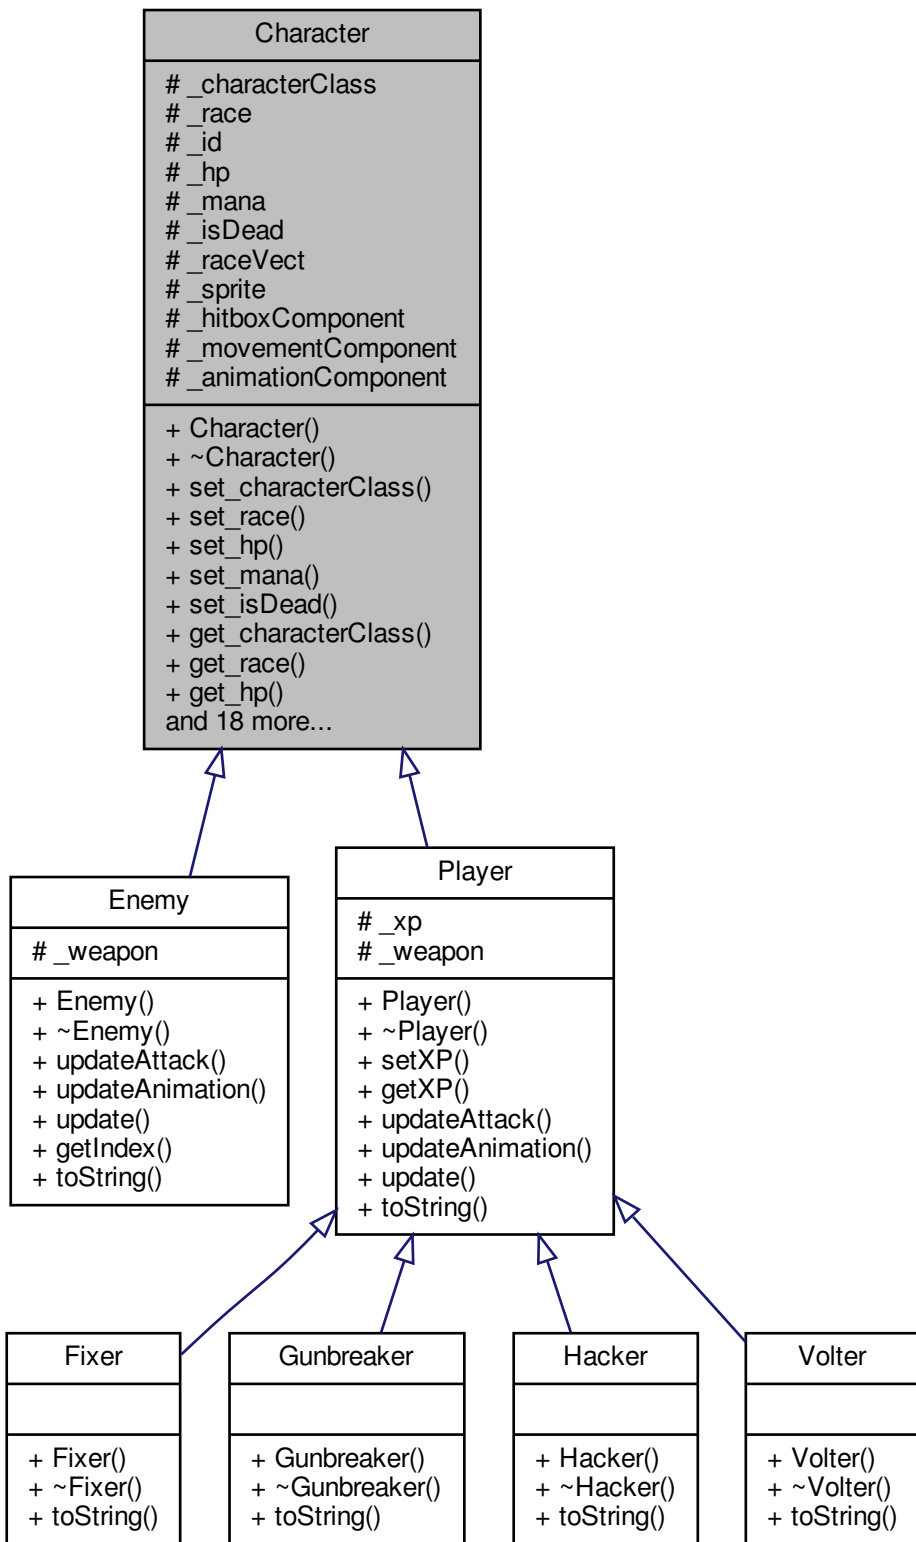 Character
# _characterClass
# _race
# _id
# _hp
# _mana
# _isDead
# _raceVect
# _sprite
# _hitboxComponent
# _movementComponent
# _animationComponent
+ Character()
+ ~Character()
+ set_characterClass()
+ set_race()
+ set_hp()
+ set_mana()
+ set_isDead()
+ get_characterClass()
+ get_race()
+ get_hp()
and 18 more...
Enemy
# _weapon
+ Enemy()
+ ~Enemy()
+ updateAttack()
+ updateAnimation()
+ update()
+ getIndex()
+ toString()
Player
# _xp
# _weapon
+ Player()
+ ~Player()
+ setXP()
+ getXP()
+ updateAttack()
+ updateAnimation()
+ update()
+ toString()
Fixer
+ Fixer()
+ ~Fixer()
+ toString()
Gunbreaker
+ Gunbreaker()
+ ~Gunbreaker()
+ toString()
Hacker
+ Hacker()
+ ~Hacker()
+ toString()
Volter
+ Volter()
+ ~Volter()
+ toString()